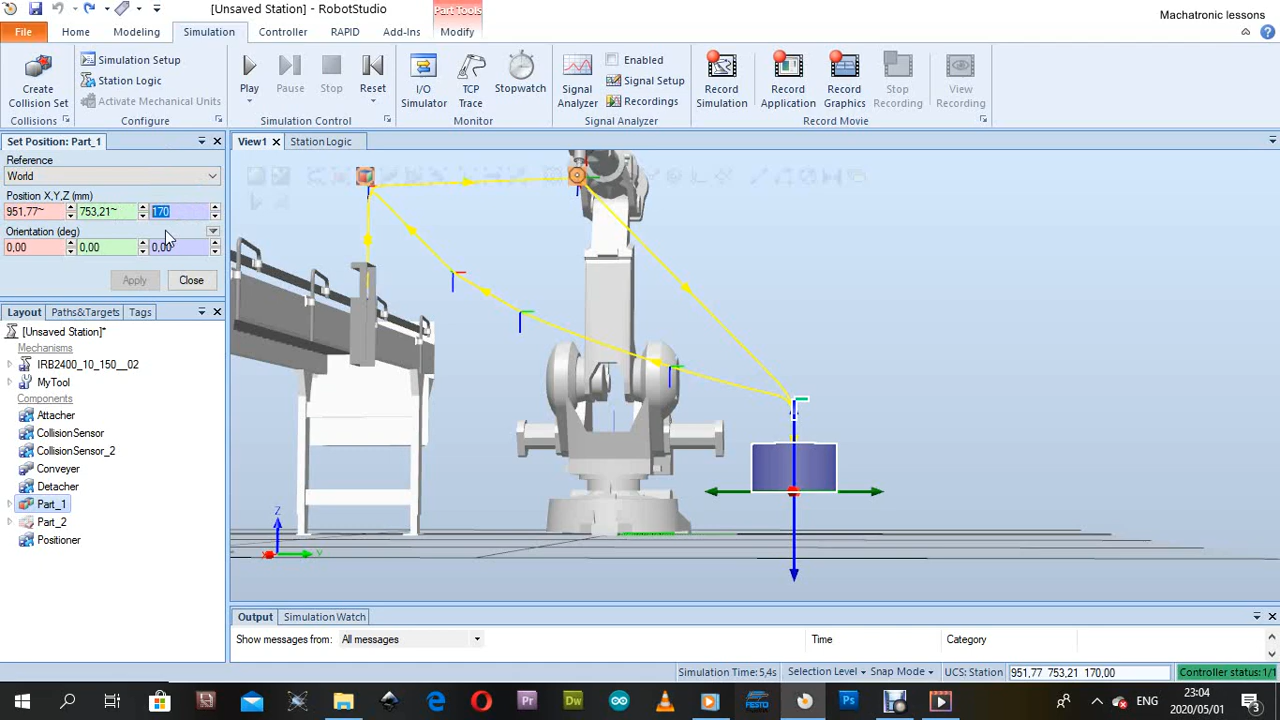 [Unsaved Station] - RobotStudio
Part Tools
Machatronic lessons
File
Home
Modeling
Simulation
Controller
RAPID
Add-Ins
Modify
Create
Collision Set
Collisions
Simulation Setup
Station Logic
Activate Mechanical Units
Configure
Play
Pause
Stop
Reset
Simulation Control
I/O
Simulator
TCP
Trace
Stopwatch
Monitor
Signal
Analyzer
Enabled
Signal Setup
Recordings
Signal Analyzer
Record
Simulation
Record
Application
Record
Graphics
Stop
Recording
View
Recording
Record Movie
Set Position: Part_1
Reference
World
Position X,Y,Z (mm)
951,77~ 753,21~ 170
Orientation (deg)
0,00 0,00 0,00
Apply Close
Layout Paths&Targets Tags
[Unsaved Station]*
Mechanisms
IRB2400_10_150__02
MyTool
Components
Attacher
CollisionSensor
CollisionSensor_2
Conveyer
Detacher
Part_1
Part_2
Positioner
View1 Station Logic
Z
X
Y
Output Simulation Watch
Show messages from: All messages
Time
Category
Simulation Time: 5,4s
Selection Level
Snap Mode
UCS: Station
951,77 753,21 170,00
Controller status: 1/1
Pr
Dw
FESTO
Ps
ENG
23:04
2020/05/01
3